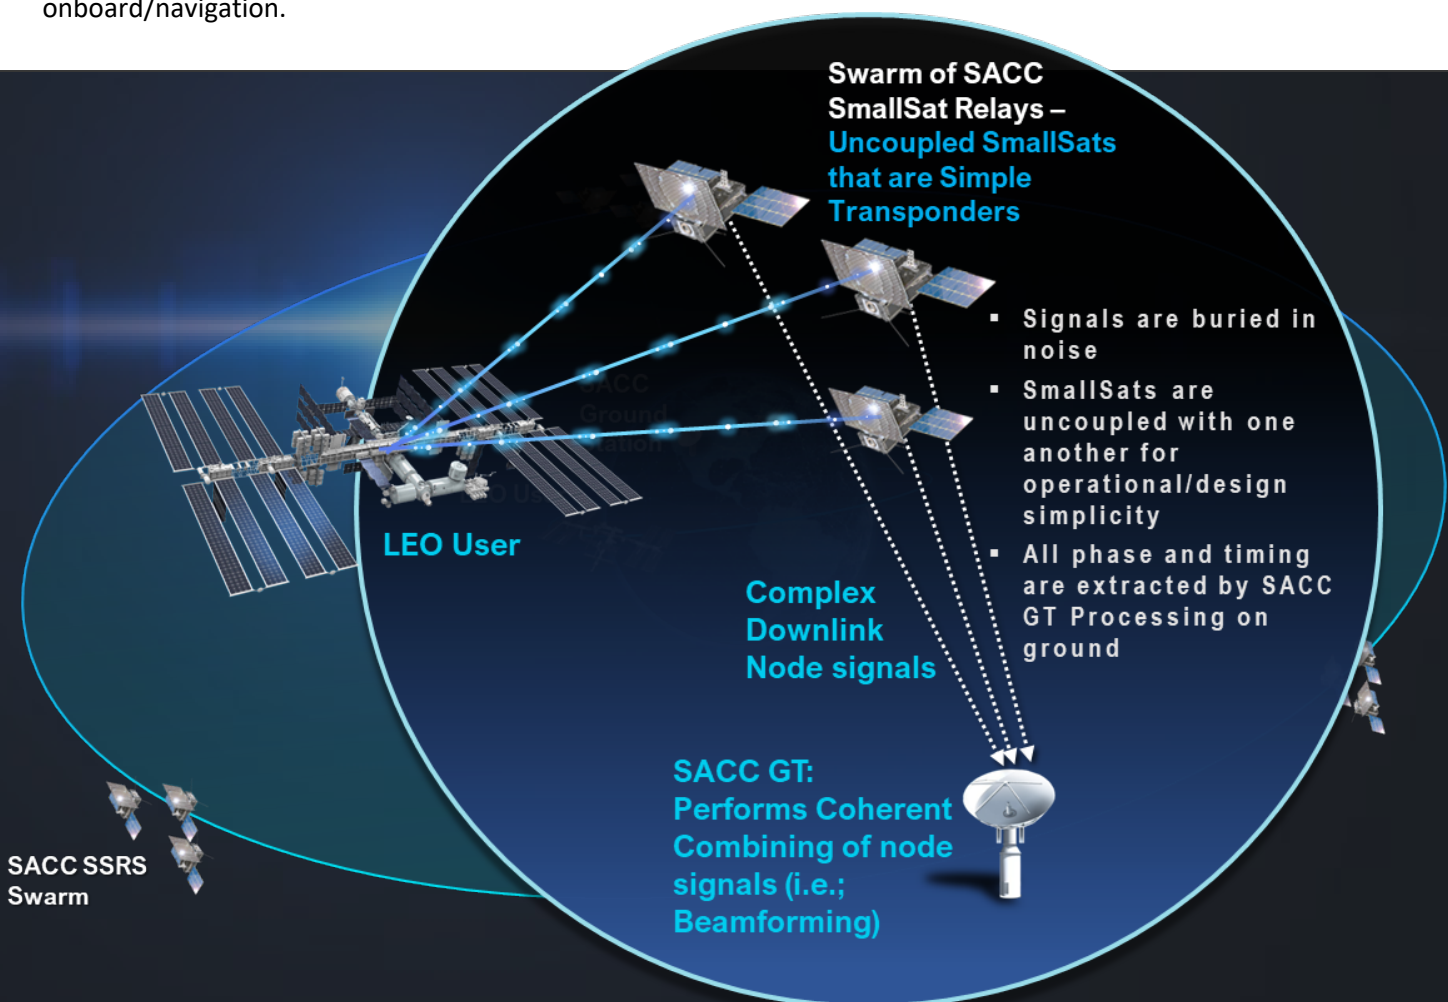 onboard/navigation.
Swarm of SACC
SmallSat Relays –
Uncoupled SmallSats
that are Simple
Transponders
▪ Signals are buried in
noise
▪ SmallSats are
uncoupled with one
another for
operational/design
simplicity
▪ All phase and timing
are extracted by SACC
GT Processing on
ground
SACC
Ground
Station
LEO User
Complex
Downlink
Node signals
SACC GT:
Performs Coherent
Combining of node
signals (i.e.;
Beamforming)
SACC SSRS
Swarm